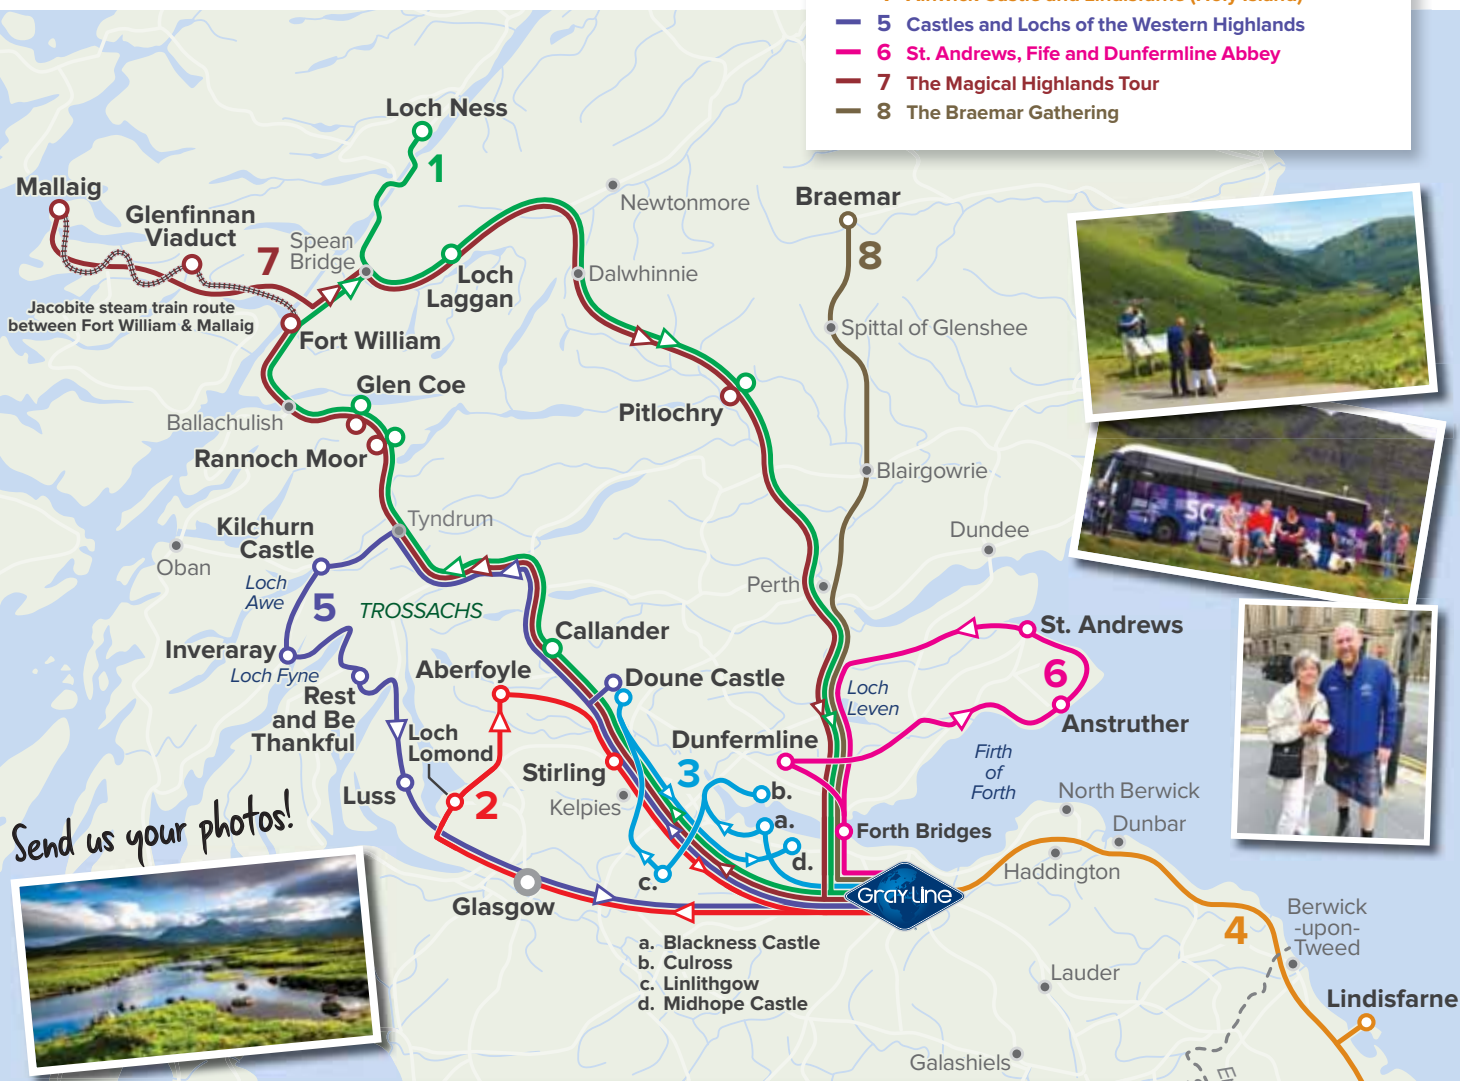 5 Castles and Lochs of the Western Highlands
6 St. Andrews, Fife and Dunfermline Abbey
7 The Magical Highlands Tour
8 The Braemar Gathering
Loch Ness
1
Mallaig
Glenfinnan
Viaduct
7
Spean
Bridge
Newtonmore
Braemar
8
Loch
Laggan
Dalwhinnie
Jacobite steam train route
between Fort William & Mallaig
Fort William
Spittal of Glenshee
Glen Coe
Ballachulish
Pitlochry
Rannoch Moor
Blairgowrie
Kilchurn
Castle
Tyndrum
Dundee
Oban
Loch
Awe
5
TROSSACHS
Perth
Inveraray
Loch Fyne
Callander
St. Andrews
6
Aberfoyle
Doune Castle
Rest
and Be
Thankful
Loch
Leven
Anstruther
Loch
Lomond
Dunfermline
Stirling
3
Firth
of
Forth
Luss
2
Kelpies
b.
a.
d.
c.
North Berwick
Dunbar
Forth Bridges
Haddington
Send us your photos!
Glasgow
Gray Line
4
Berwick
-upon-
Tweed
a. Blackness Castle
b. Culross
c. Linlithgow
d. Midhope Castle
Lauder
Lindisfarne
Galashiels